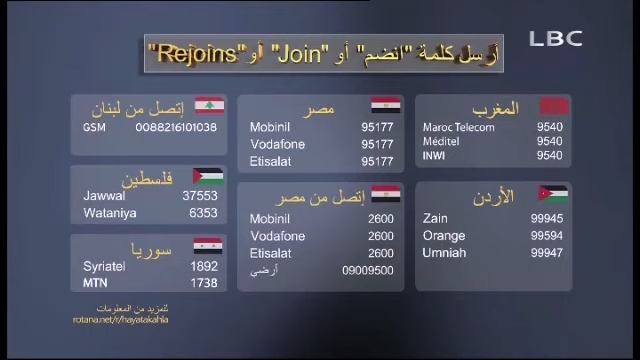 LBC
أرسل كلمة "انضم" أو "Join" أو "Rejoins"
إتصل من لبنان
GSM 0088216101038
فلسطين
Jawwal 37553
Wataniya 6353
سوريا
Syriatel 1892
MTN 1738
مصر
Mobinil 95177
Vodafone 95177
Etisalat 95177
إتصل من مصر
Mobinil 2600
Vodafone 2600
Etisalat 2600
أرضي 09009500
المغرب
Maroc Telecom 9540
Méditel 9540
INWI 9540
الأردن
Zain 99945
Orange 99594
Umniah 99947
للمزيد من المعلومات
rotana.net/r/hayatakahla